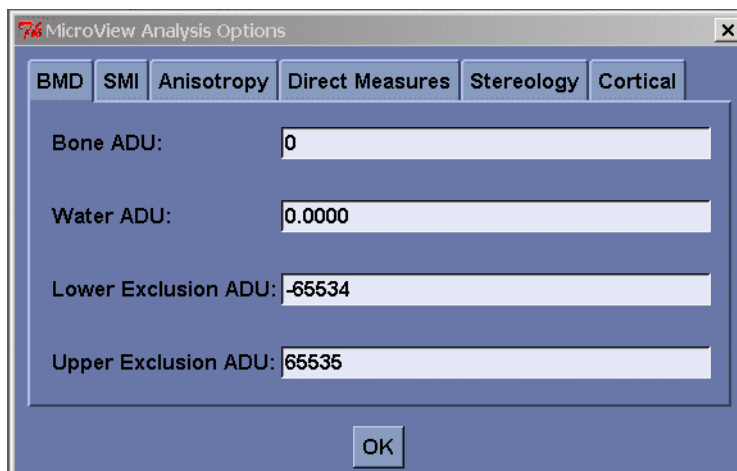 MicroView Analysis Options
BMD SMI Anisotropy Direct Measures Stereology Cortical
Bone ADU: 0
Water ADU: 0.0000
Lower Exclusion ADU: -65534
Upper Exclusion ADU: 65535
OK